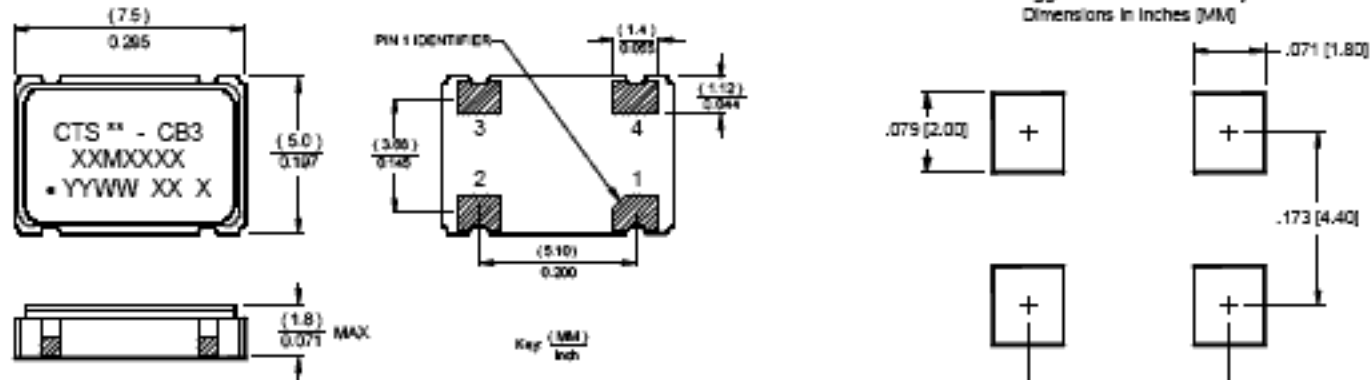 (7.5)
0.295
CTS ** - CB3
XXMXXXX
• YYWW XX X
(5.0)
0.197
(1.8)
0.071
MAX
PIN 1 IDENTIFIER
(1.4)
0.055
(1.12)
0.044
3
4
2
1
0.145
(5.10)
0.200
Key: (MM)
Inch
Dimensions in Inches [MM]
.071 [1.80]
.079 [2.00]
.173 [4.40]